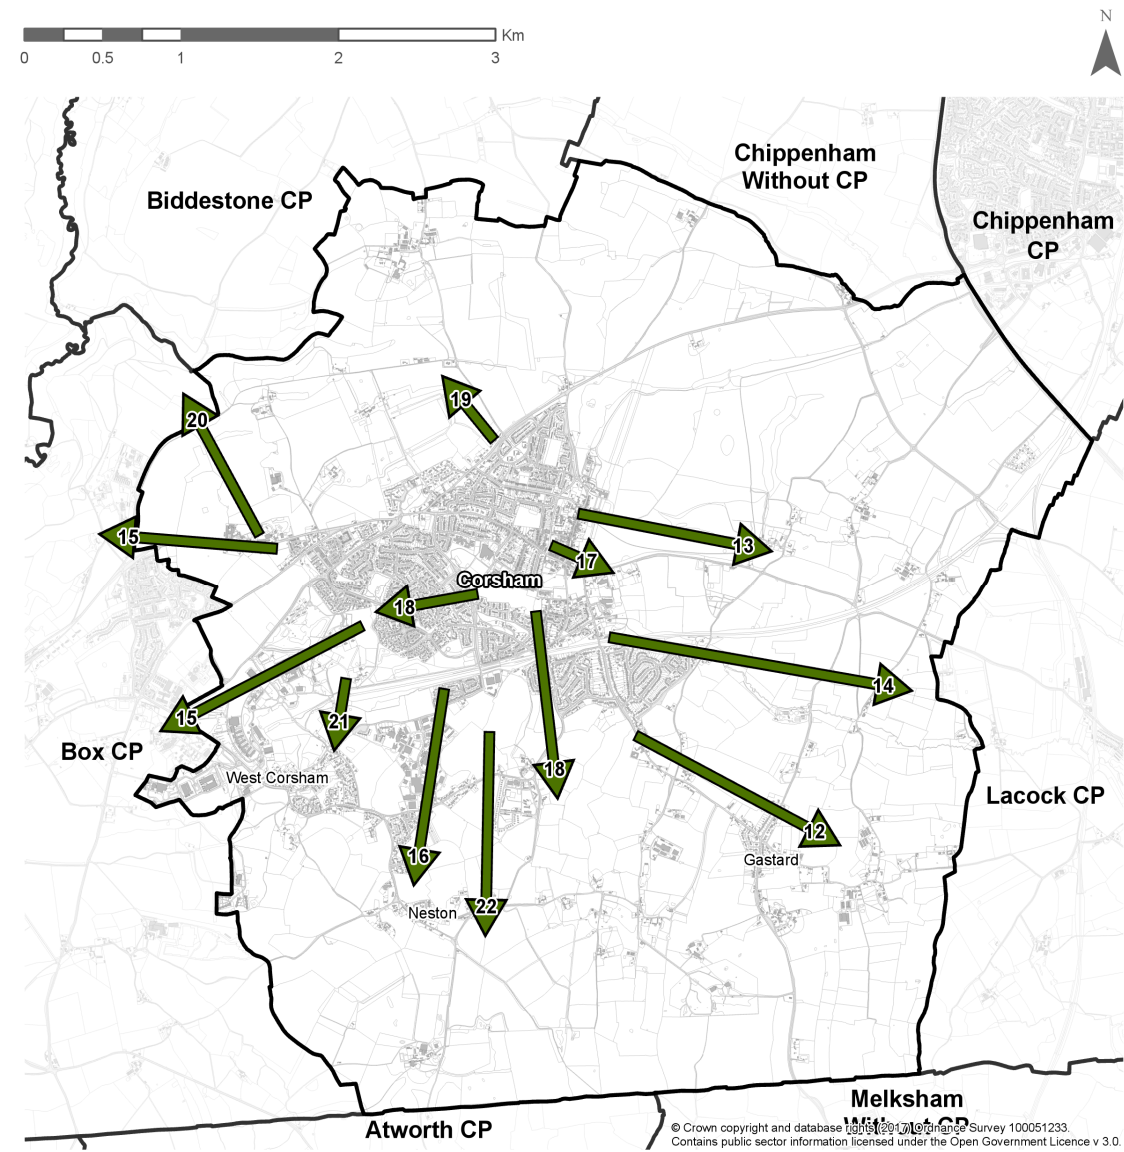 N
Km
0 0.5 1 2 3
Chippenham
Without CP
Biddestone CP
Chippenham
CP
19
20
15
13
17
Corsham
18
14
15
21
Box CP
West Corsham
18
Lacock CP
12
16
Gastard
22
Neston
Melksham
Without CP
Atworth CP
© Crown copyright and database rights (2017) Ordnance Survey 100051233.
Contains public sector information licensed under the Open Government Licence v 3.0.